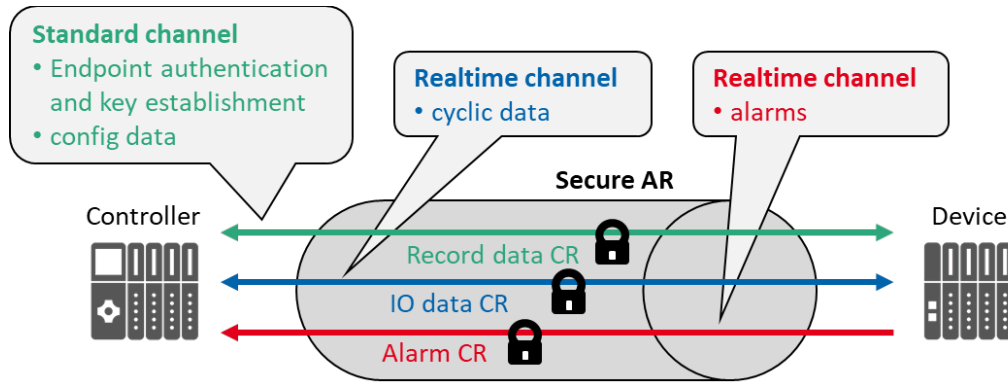 Standard channel
• Endpoint authentication
and key establishment
• config data
Realtime channel
• cyclic data
Realtime channel
• alarms
Secure AR
Controller
Device
Record data CR
IO data CR
Alarm CR